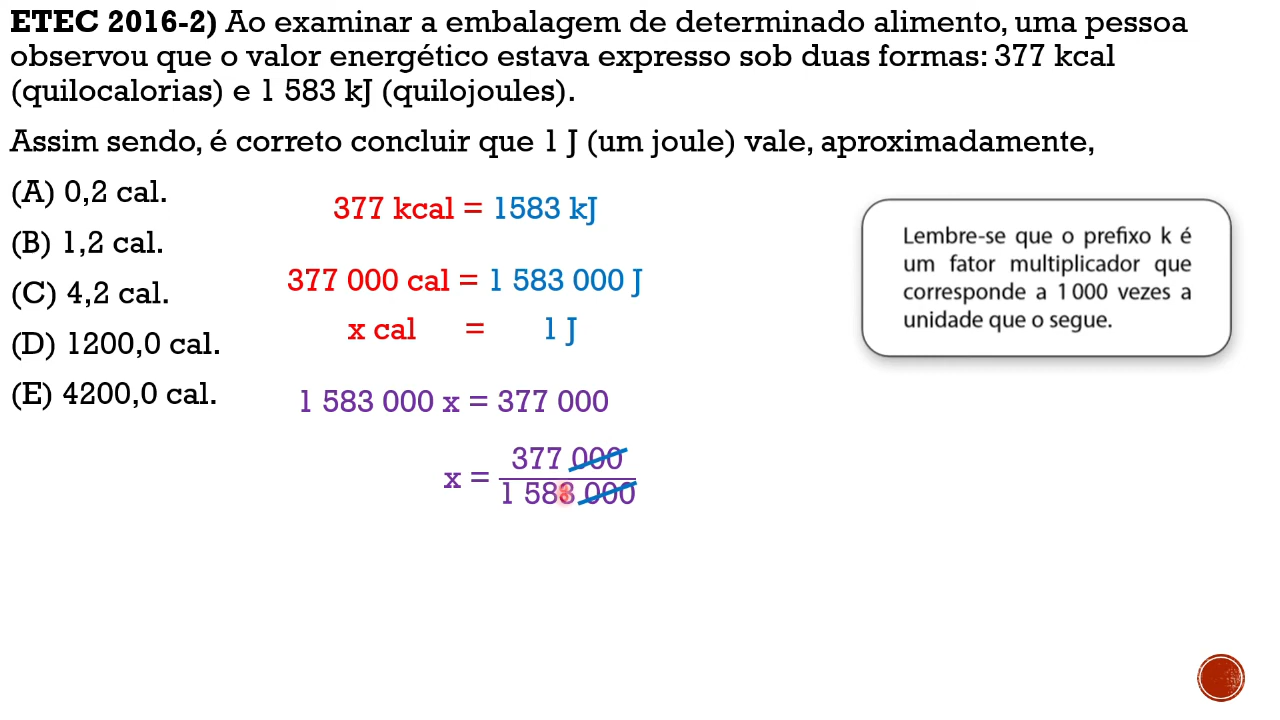 ETEC 2016-2) Ao examinar a embalagem de determinado alimento, uma pessoa
observou que o valor energético estava expresso sob duas formas: 377 kcal
(quilocalorias) e 1 583 kJ (quilojoules).
Assim sendo, é correto concluir que 1 J (um joule) vale, aproximadamente,
(A) 0,2 cal.
(B) 1,2 cal.
(C) 4,2 cal.
(D) 1200,0 cal.
(E) 4200,0 cal.
377 kcal = 1583 kJ
377 000 cal = 1 583 000 J
x cal = 1 J
1 583 000 x = 377 000
x = 377 000
1 583 000
Lembre-se que o prefixo k é
um fator multiplicador que
corresponde a 1 000 vezes a
unidade que o segue.